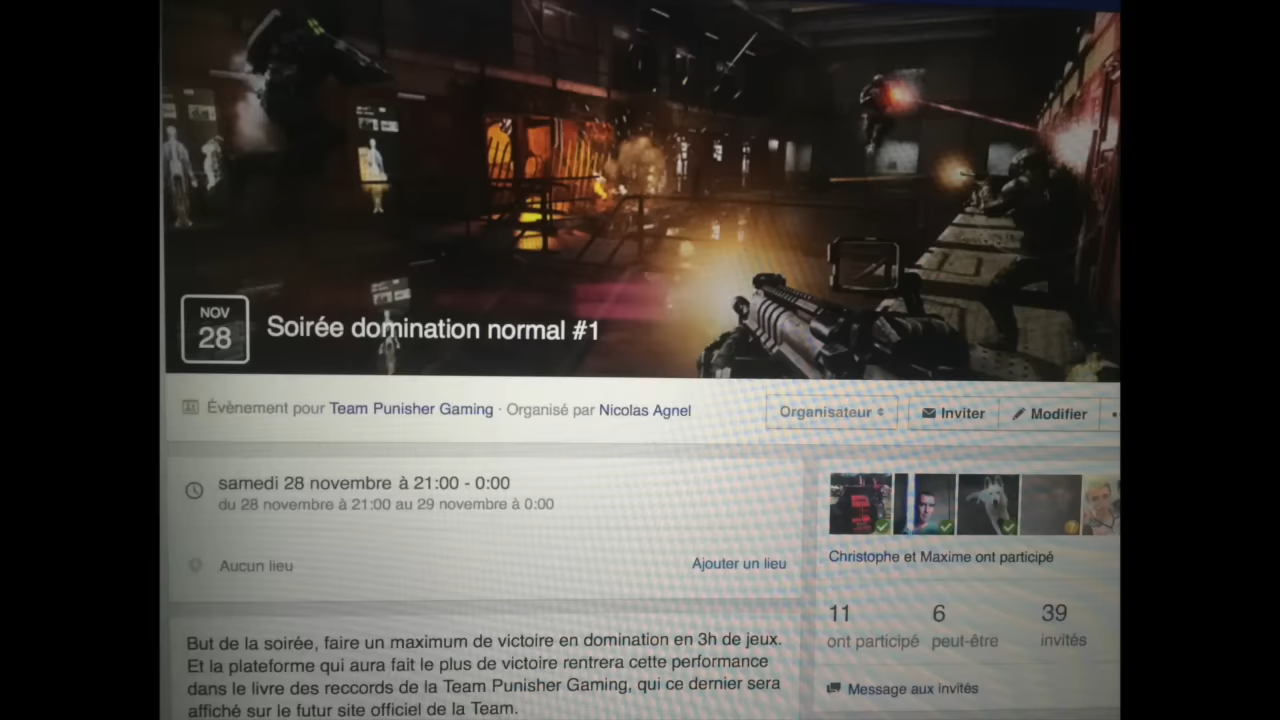 NOV
28
Soirée domination normal #1
Évènement pour Team Punisher Gaming · Organisé par Nicolas Agnel
Organisateur
Inviter
Modifier
samedi 28 novembre à 21:00 - 0:00
du 28 novembre à 21:00 au 29 novembre à 0:00
Aucun lieu
Ajouter un lieu
Christophe et Maxime ont participé
11
ont participé
6
peut-être
39
invités
Message aux invités
But de la soirée, faire un maximum de victoire en domination en 3h de jeux.
Et la plateforme qui aura fait le plus de victoire rentrera cette performance
dans le livre des reccords de la Team Punisher Gaming, qui ce dernier sera
affiché sur le futur site officiel de la Team.